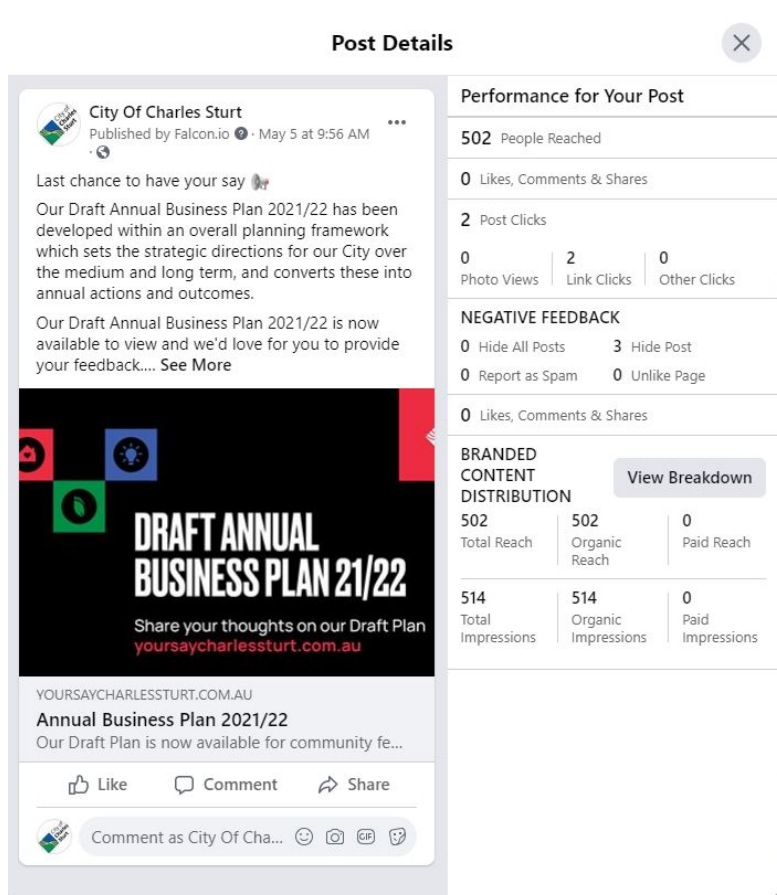 Post Details
City Of Charles Sturt
Published by Falcon.io · May 5 at 9:56 AM
·
Last chance to have your say
Our Draft Annual Business Plan 2021/22 has been
developed within an overall planning framework
which sets the strategic directions for our City over
the medium and long term, and converts these into
annual actions and outcomes.
Our Draft Annual Business Plan 2021/22 is now
available to view and we'd love for you to provide
your feedback.... See More
DRAFT ANNUAL
BUSINESS PLAN 21/22
Share your thoughts on our Draft Plan
yoursaycharlessturt.com.au
YOURSAYCHARLESSTURT.COM.AU
Annual Business Plan 2021/22
Our Draft Plan is now available for community fe...
Like Comment Share
Comment as City Of Cha... GIF
Performance for Your Post
502 People Reached
0 Likes, Comments & Shares
2 Post Clicks
0 2 0
Photo Views Link Clicks Other Clicks
NEGATIVE FEEDBACK
0 Hide All Posts 3 Hide Post
0 Report as Spam 0 Unlike Page
0 Likes, Comments & Shares
BRANDED
CONTENT
DISTRIBUTION
View Breakdown
502 502 0
Total Reach Organic Paid Reach
Reach
514 514 0
Total Organic Paid
Impressions Impressions Impressions